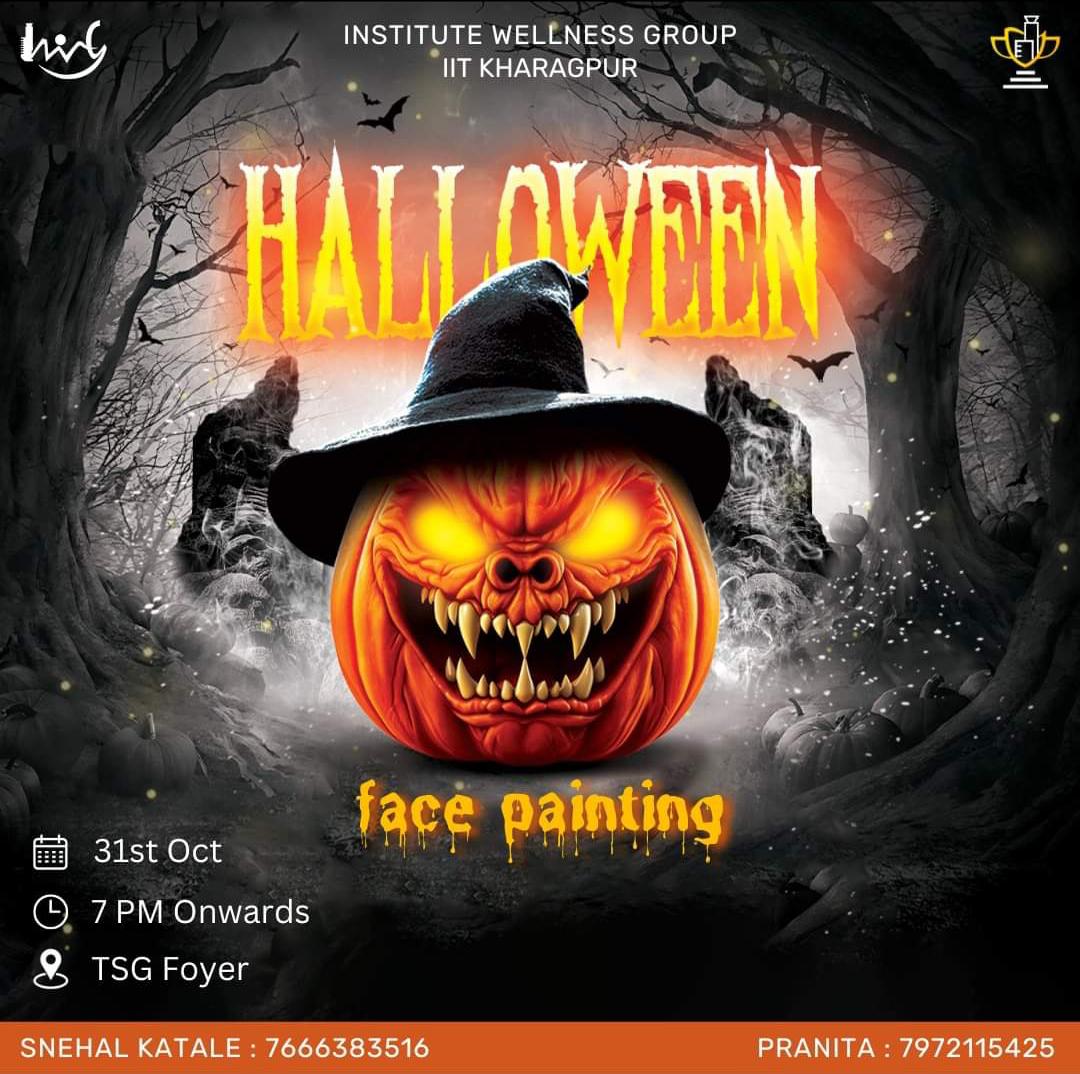 INSTITUTE WELLNESS GROUP
IIT KHARAGPUR
HALLOWEEN
face painting
31st Oct
7 PM Onwards
TSG Foyer
SNEHAL KATALE : 7666383516
PRANITA : 7972115425